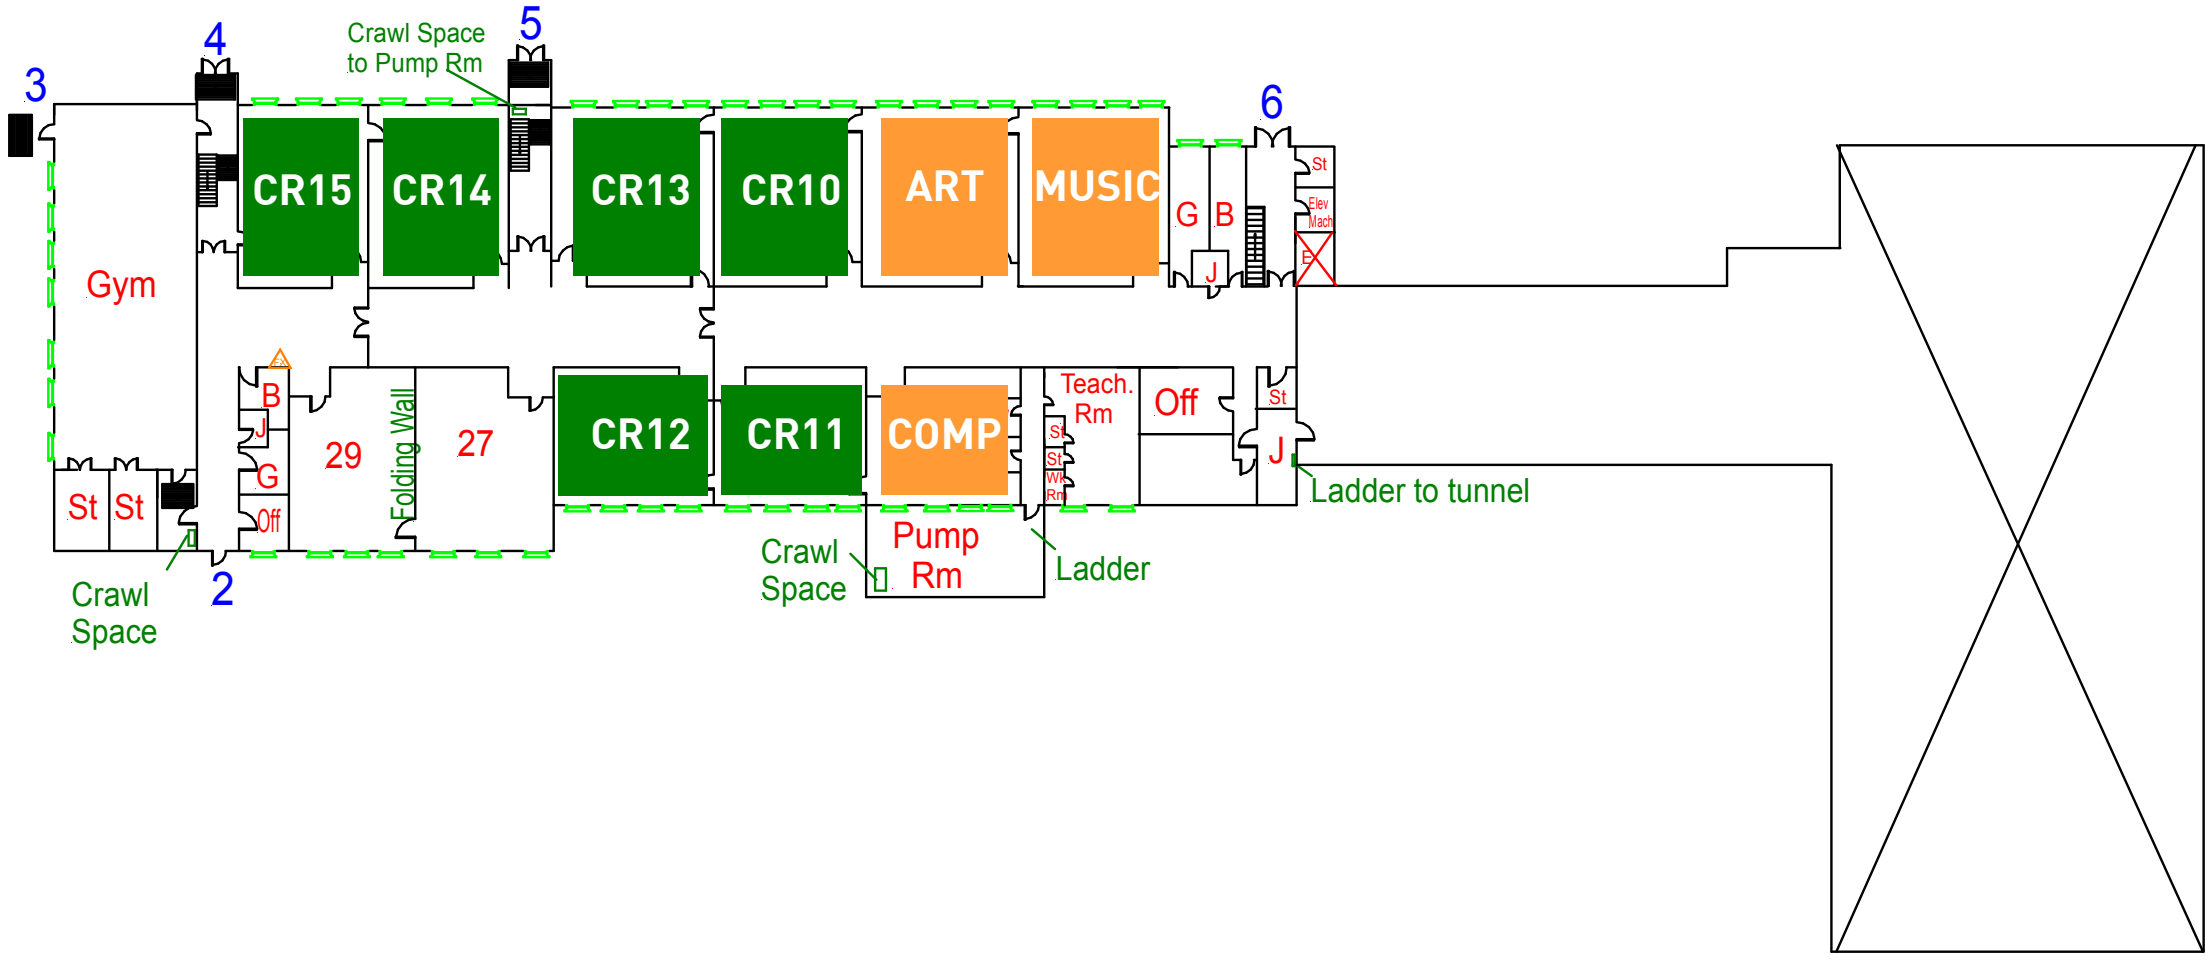 5
4
Crawl Space
to Pump Rm
3
6
CR15
CR14
CR13
CR10
ART
MUSIC
St
Elev
Mach
G
B
E
J
Gym
Teach.
Rm
Off
St
B
J
29
Folding Wall
27
CR12
CR11
COMP
St
St
Wk
Rm
J
G
Off
St
St
Ladder to tunnel
Pump
Rm
Crawl
Space
Ladder
2
Crawl
Space